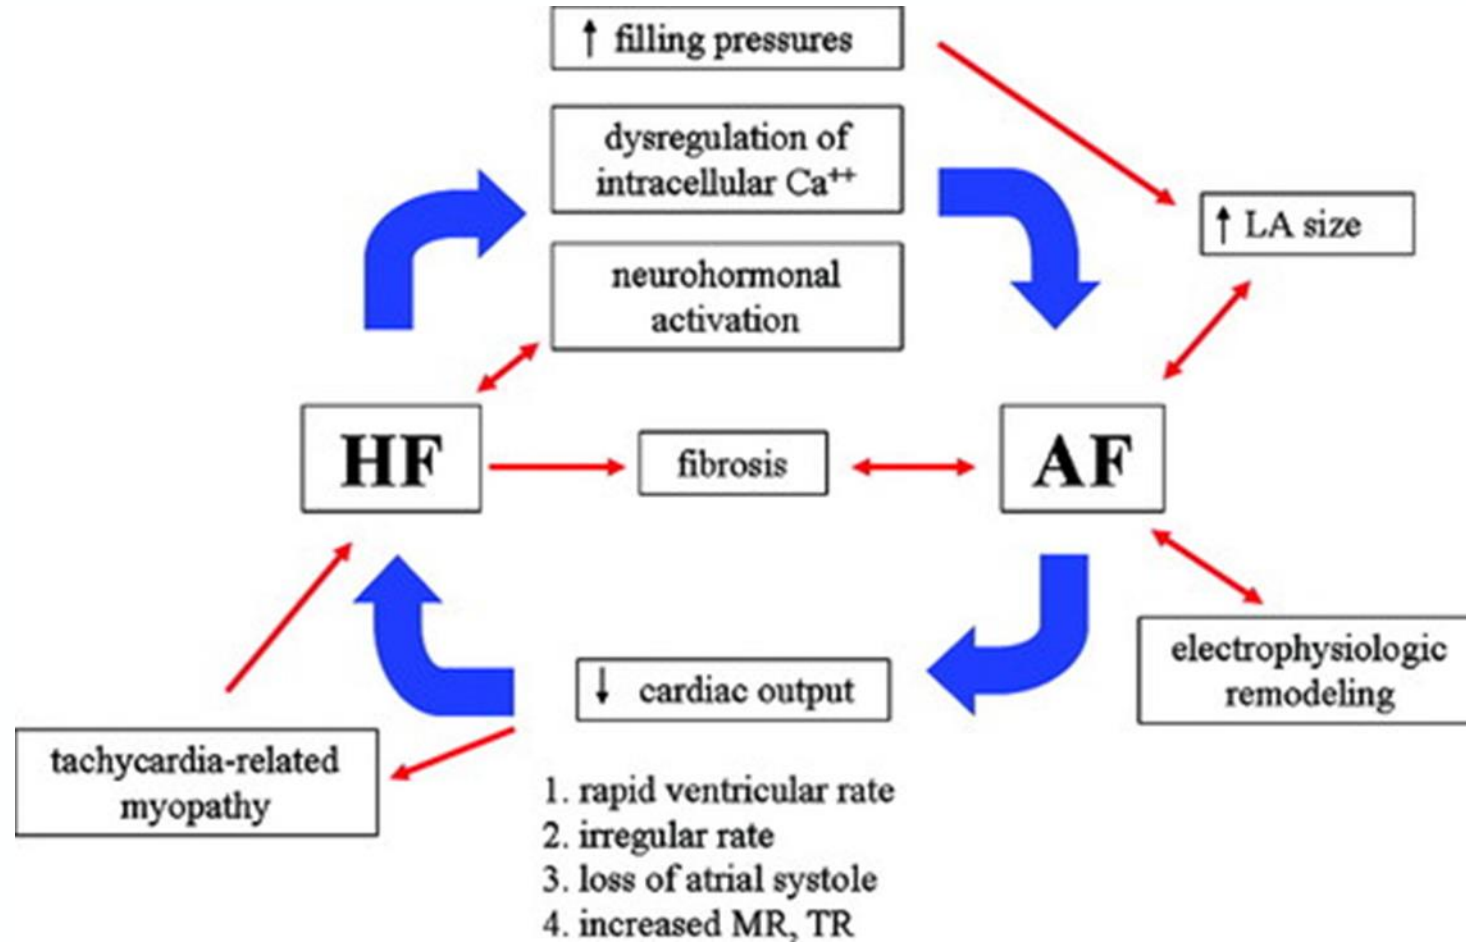 ↑ filling pressures
dysregulation of
intracellular Ca⁺⁺
↑ LA size
neurohormonal
activation
HF
fibrosis
AF
electrophysiologic
remodeling
↓ cardiac output
tachycardia-related
myopathy
1. rapid ventricular rate
2. irregular rate
3. loss of atrial systole
4. increased MR, TR